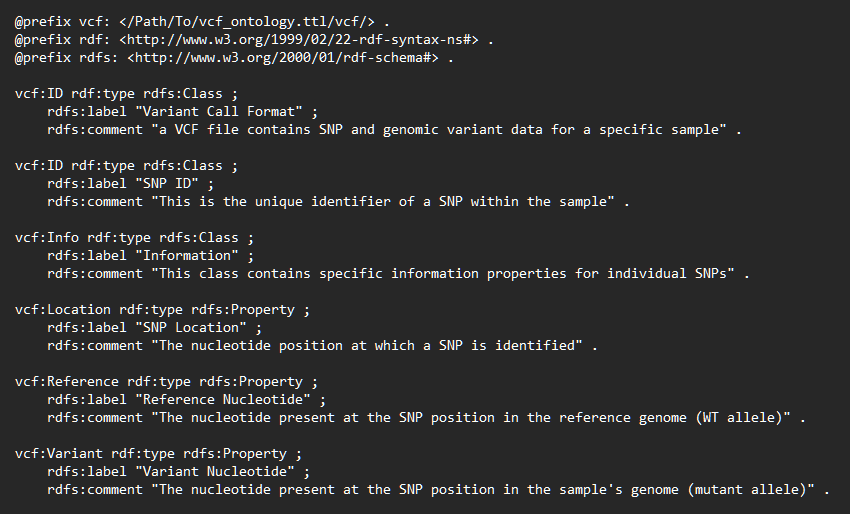 @prefix vcf: </Path/To/vcf_ontology.ttl/vcf/> .
@prefix rdf: <http://www.w3.org/1999/02/22-rdf-syntax-ns#> .
@prefix rdfs: <http://www.w3.org/2000/01/rdf-schema#> .

vcf:ID rdf:type rdfs:Class ;
    rdfs:label "Variant Call Format" ;
    rdfs:comment "a VCF file contains SNP and genomic variant data for a specific sample" .

vcf:ID rdf:type rdfs:Class ;
    rdfs:label "SNP ID" ;
    rdfs:comment "This is the unique identifier of a SNP within the sample" .

vcf:Info rdf:type rdfs:Class ;
    rdfs:label "Information" ;
    rdfs:comment "This class contains specific information properties for individual SNPs" .

vcf:Location rdf:type rdfs:Property ;
    rdfs:label "SNP Location" ;
    rdfs:comment "The nucleotide position at which a SNP is identified" .

vcf:Reference rdf:type rdfs:Property ;
    rdfs:label "Reference Nucleotide" ;
    rdfs:comment "The nucleotide present at the SNP position in the reference genome (WT allele)" .

vcf:Variant rdf:type rdfs:Property ;
    rdfs:label "Variant Nucleotide" ;
    rdfs:comment "The nucleotide present at the SNP position in the sample's genome (mutant allele)" .